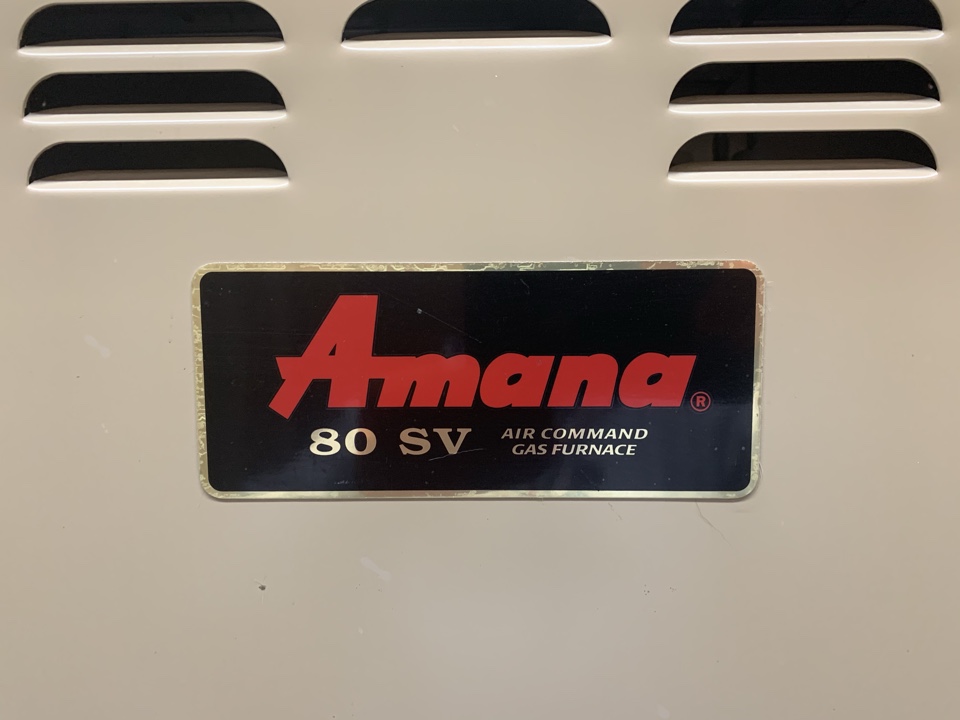 Amana®
80 SV AIR COMMAND
GAS FURNACE